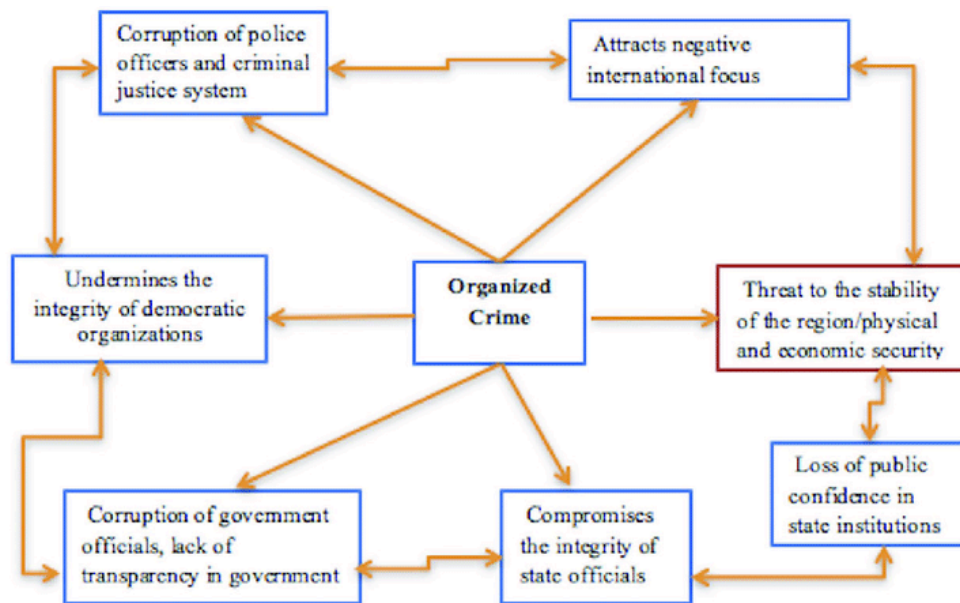 Corruption of police
officers and criminal
justice system
Attracts negative
international focus
Undermines the
integrity of democratic
organizations
Organized
Crime
Threat to the stability
of the region/physical
and economic security
Corruption of government
officials, lack of
transparency in government
Compromises
the integrity of
state officials
Loss of public
confidence in
state institutions